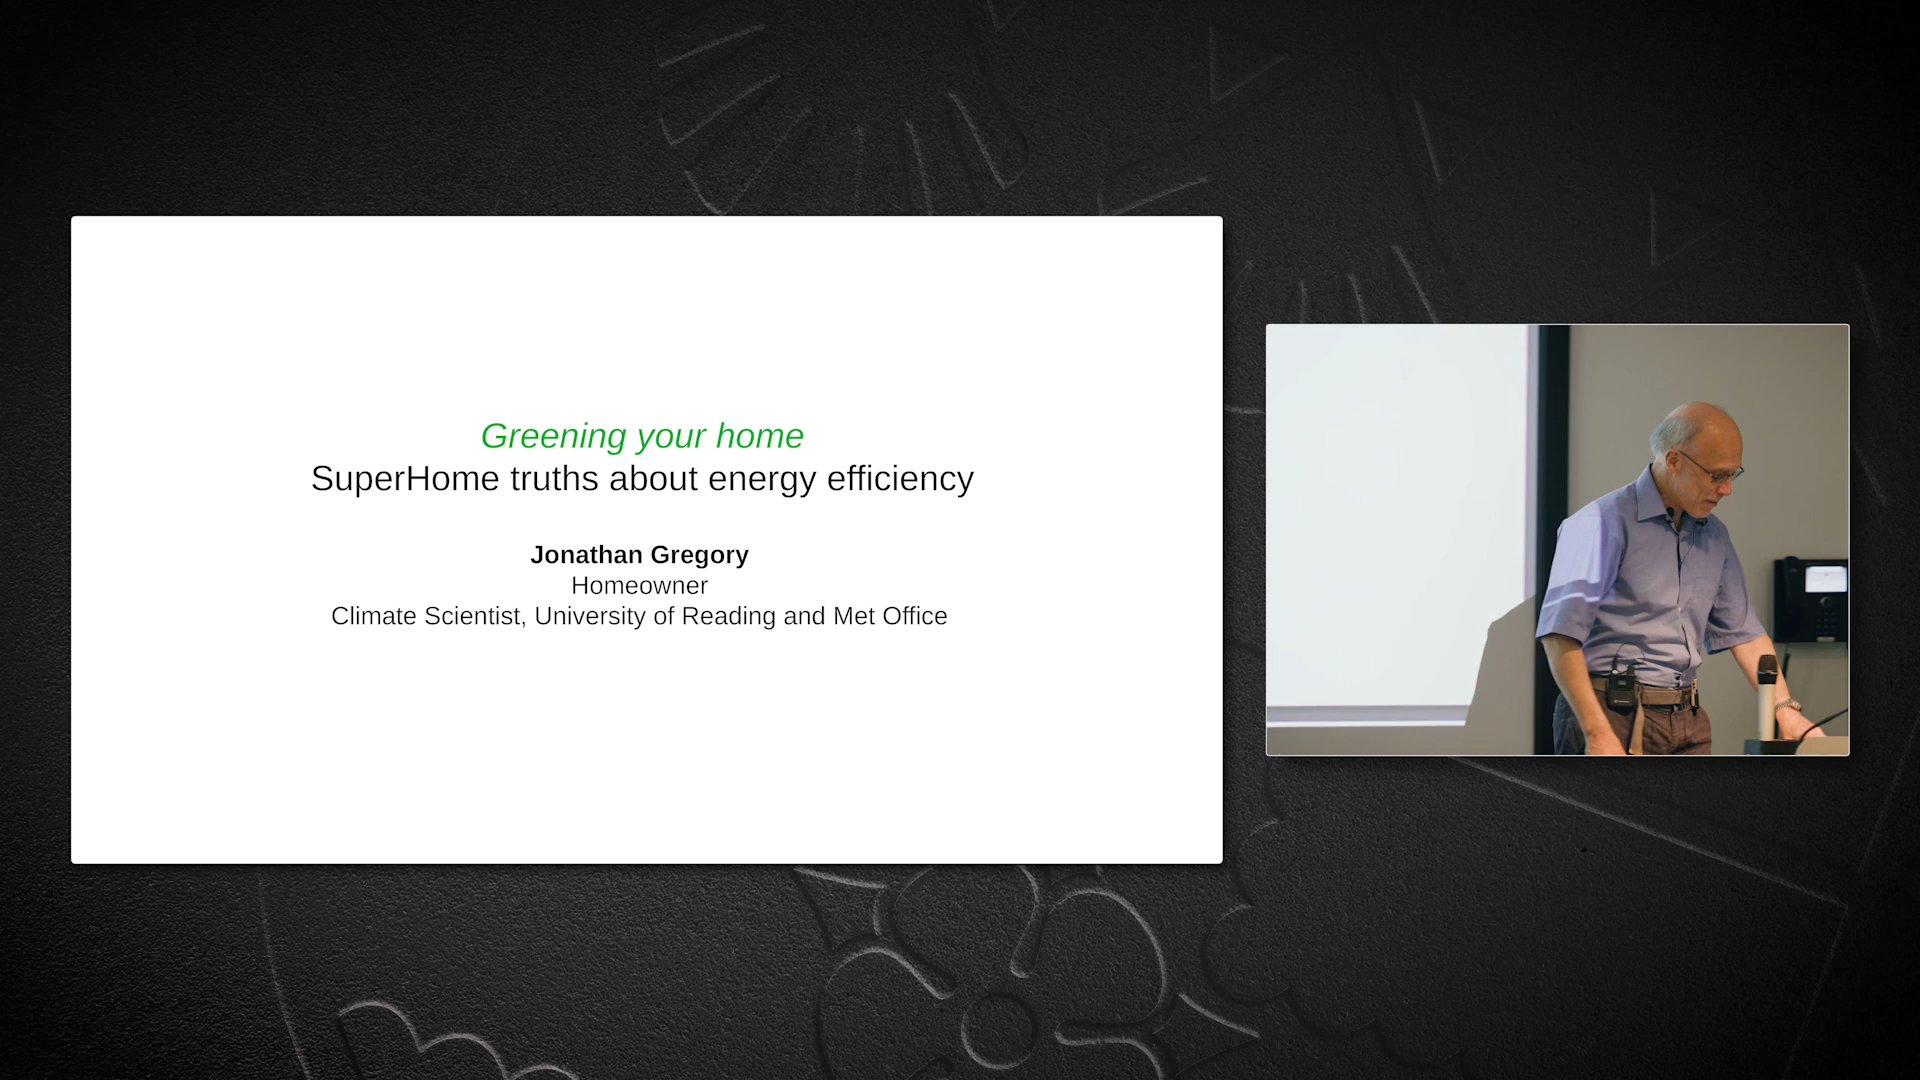 Greening your home
SuperHome truths about energy efficiency
Jonathan Gregory
Homeowner
Climate Scientist, University of Reading and Met Office